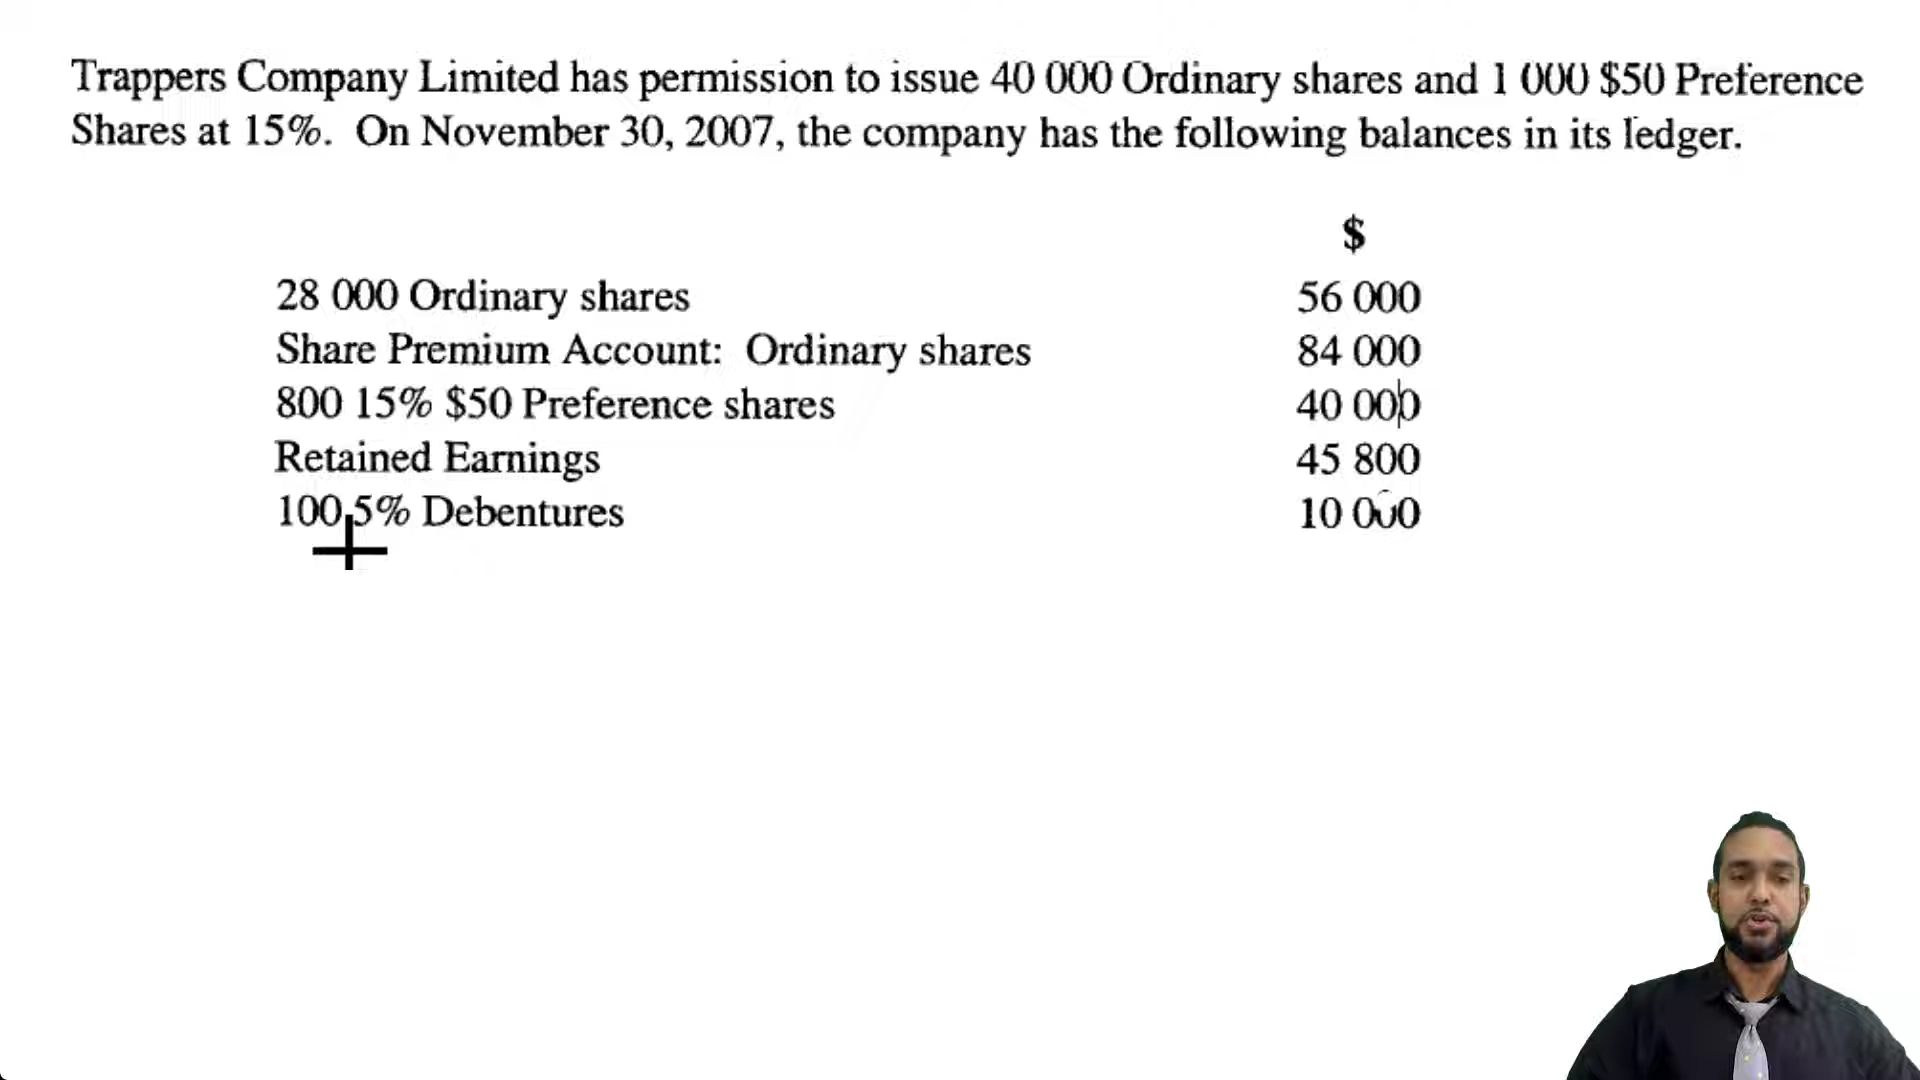 Trappers Company Limited has permission to issue 40 000 Ordinary shares and 1 000 $50 Preference
Shares at 15%. On November 30, 2007, the company has the following balances in its ledger.
$
28 000 Ordinary shares 56 000
Share Premium Account: Ordinary shares 84 000
800 15% $50 Preference shares 40 000
Retained Earnings 45 800
100 5% Debentures 10 000